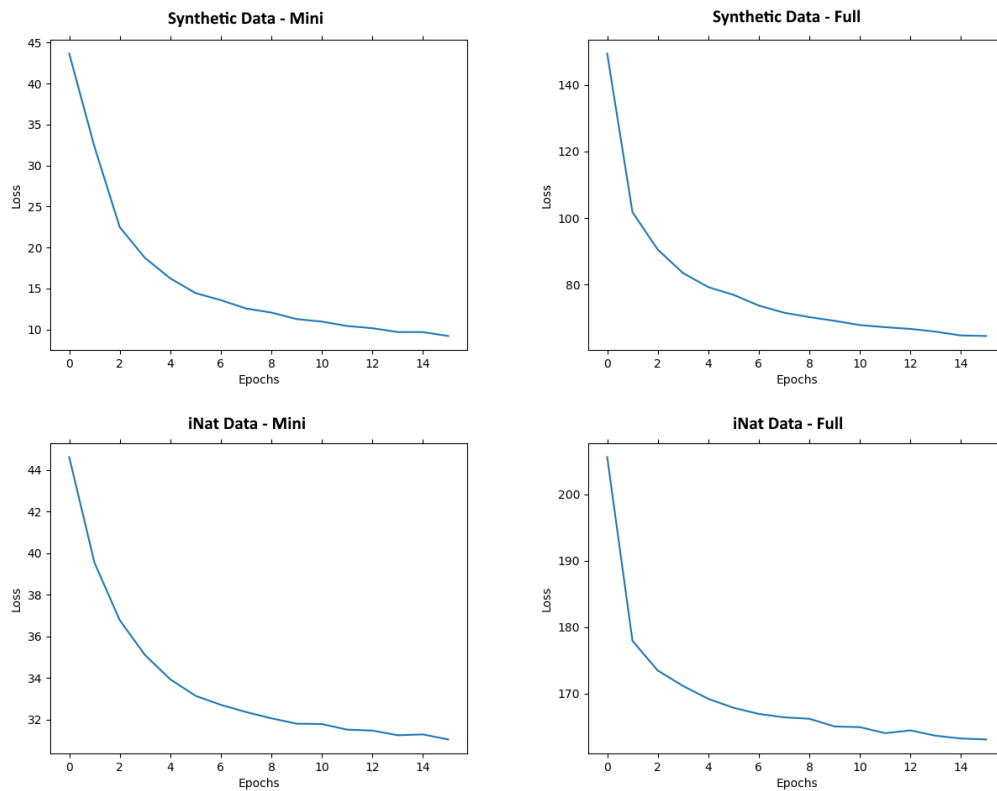 Synthetic Data - Mini
45
40
35
30
25
20
15
10
Loss
0 2 4 6 8 10 12 14
Epochs
Synthetic Data - Full
140
120
100
80
Loss
0 2 4 6 8 10 12 14
Epochs
iNat Data - Mini
44
42
40
38
36
34
32
Loss
0 2 4 6 8 10 12 14
Epochs
iNat Data - Full
200
190
180
170
Loss
0 2 4 6 8 10 12 14
Epochs